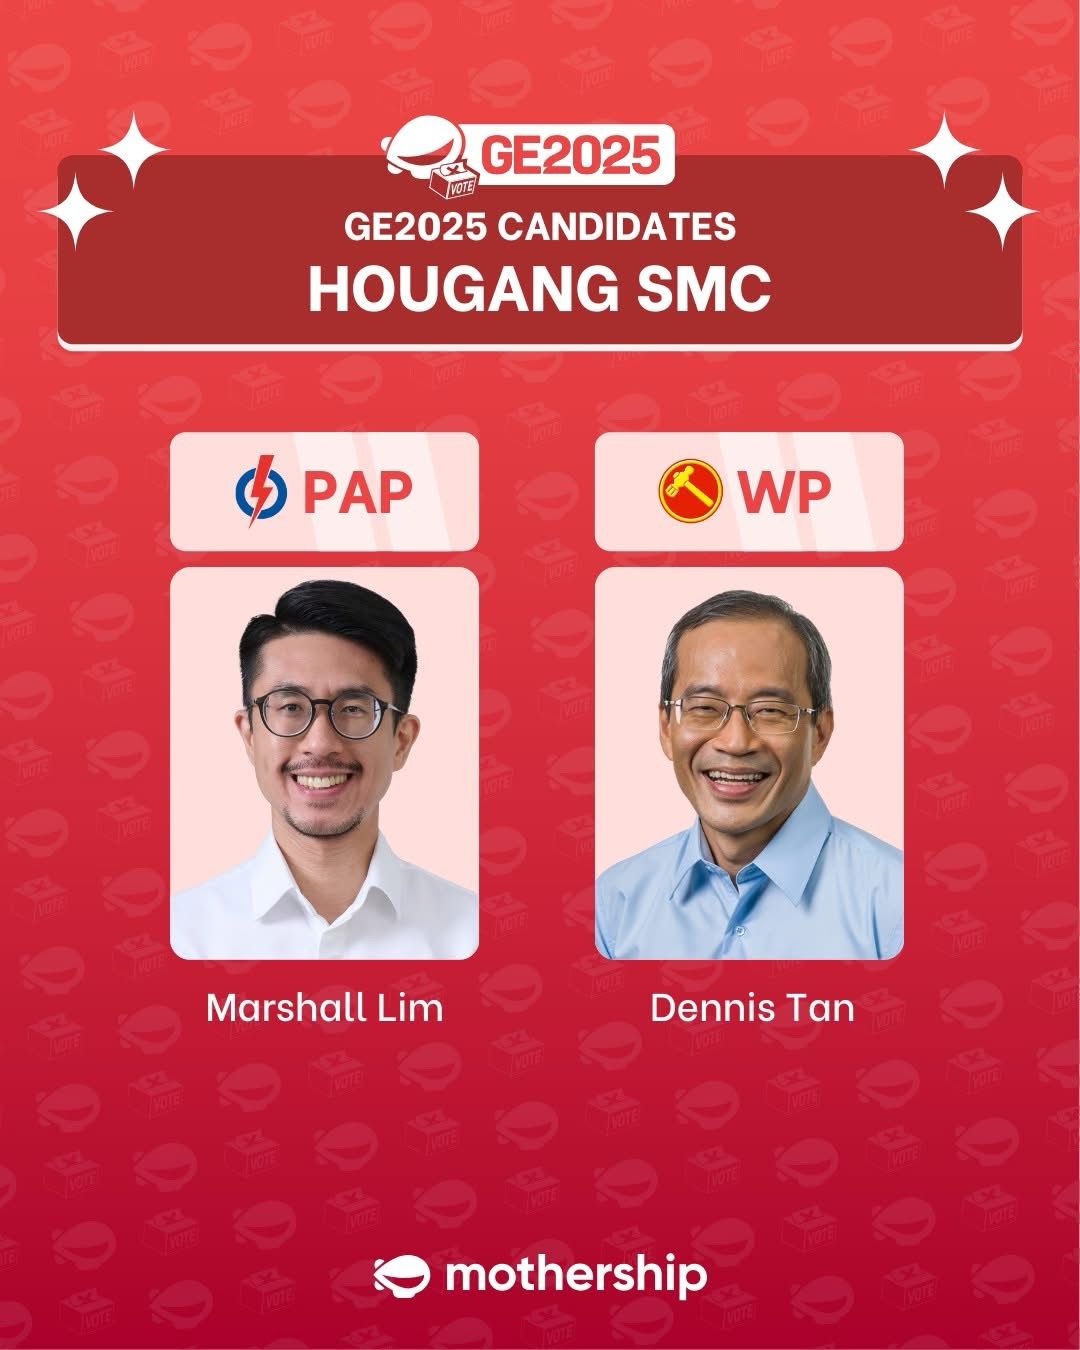 GE2025
VOTE
GE2025 CANDIDATES
HOUGANG SMC
PAP
WP
Marshall Lim
Dennis Tan
mothership